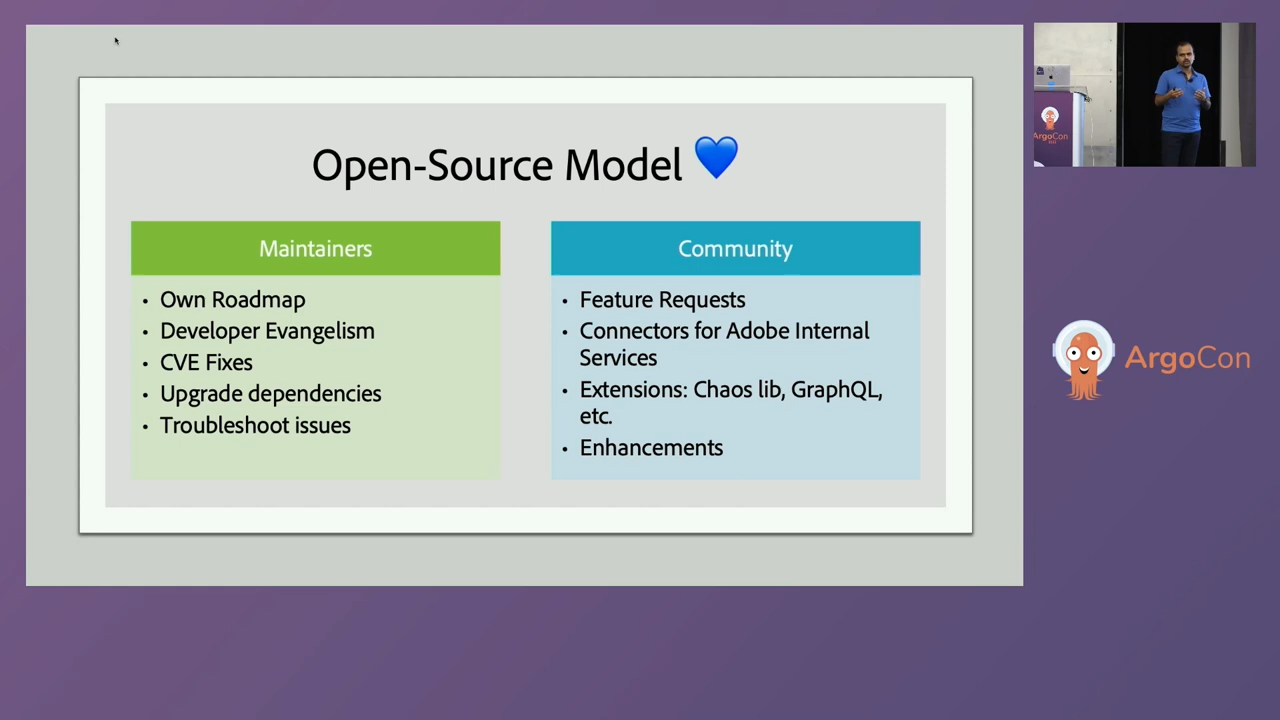 Open-Source Model 💙
Maintainers
• Own Roadmap
• Developer Evangelism
• CVE Fixes
• Upgrade dependencies
• Troubleshoot issues
Community
• Feature Requests
• Connectors for Adobe Internal
Services
• Extensions: Chaos lib, GraphQL,
etc.
• Enhancements
ArgoCon
ArgoCon